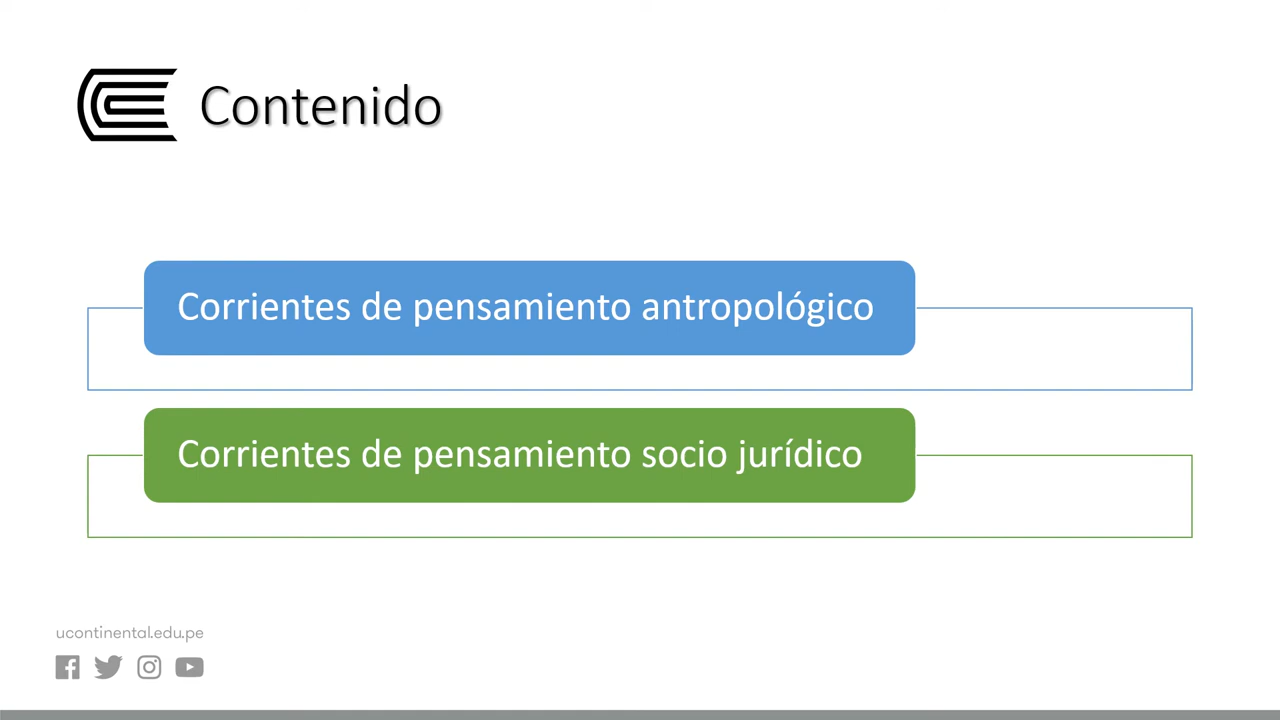 Contenido
Corrientes de pensamiento antropológico
Corrientes de pensamiento socio jurídico
ucontinental.edu.pe